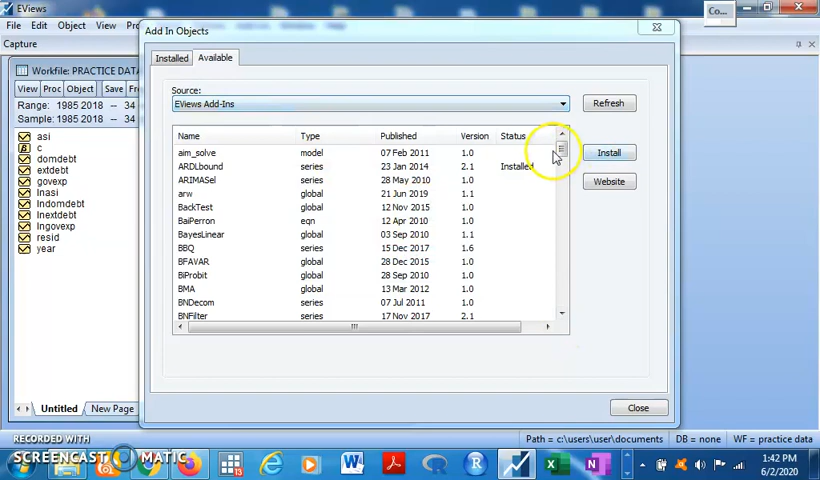 EViews
File Edit Object View
Capture
Co...
Workfile: PRACTICE DATA
View Proc Object Save
Range: 1985 2018 -- 34
Sample: 1985 2018 -- 34
asi
c
domdebt
extdebt
govexp
lnasi
lndomdebt
lnextdebt
lngovexp
resid
year
Untitled New Page
Add In Objects
Installed Available
Source:
EViews Add-Ins
Refresh
Install
Website
Name Type Published Version Status
aim_solve model 07 Feb 2011 1.0
ARDLbound series 23 Jan 2014 2.1 Installed
ARIMASel series 28 May 2010 1.0
arw global 21 Jun 2019 1.1
BackTest global 12 Nov 2015 1.0
BaiPerron eqn 12 Apr 2010 1.0
BayesLinear global 03 Sep 2010 1.1
BBQ series 15 Dec 2017 1.6
BFAVAR global 28 Dec 2015 1.0
BiProbit global 28 Sep 2010 1.0
BMA global 13 Mar 2012 1.0
BNDecom series 07 Jul 2011 1.0
BNFilter series 17 Nov 2017 2.1
Close
Path = c:\users\user\documents DB = none WF = practice data
RECORDED WITH
SCREENCAST MATIC
1:42 PM
6/2/2020